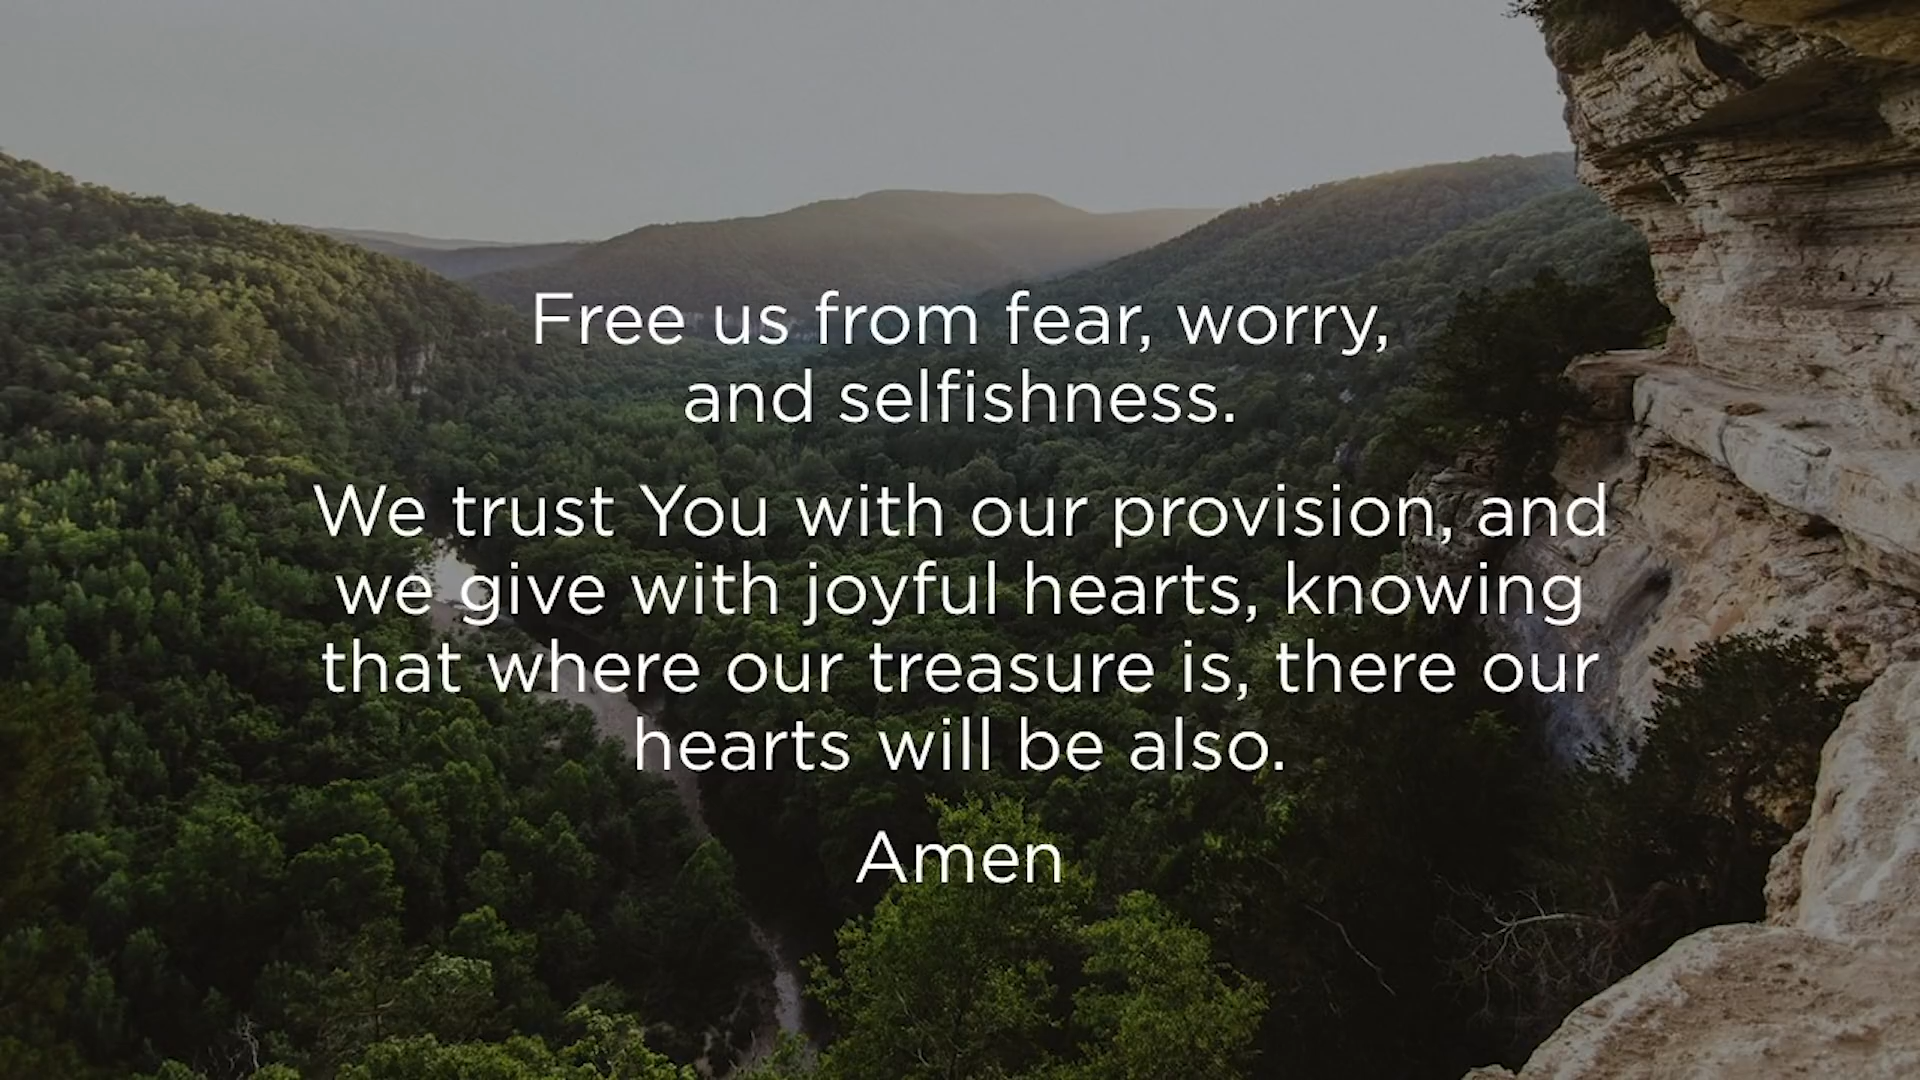 Free us from fear, worry,
and selfishness.
We trust You with our provision, and
we give with joyful hearts, knowing
that where our treasure is, there our
hearts will be also.
Amen